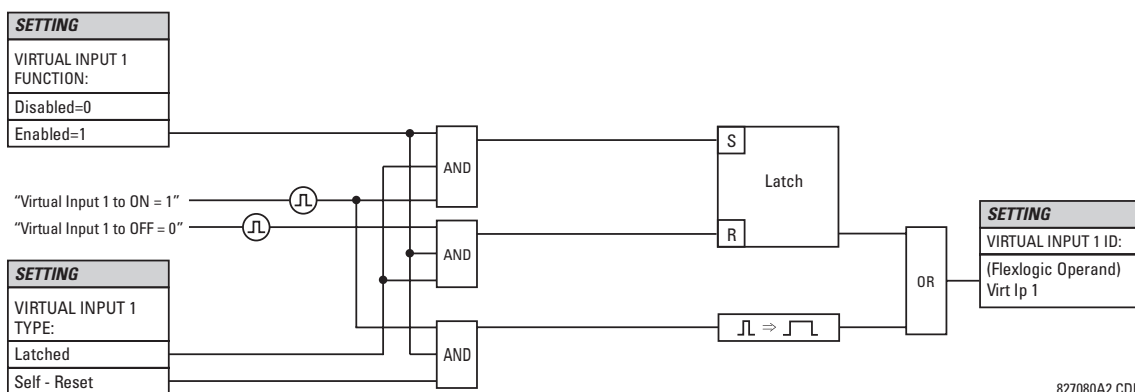 SETTING
VIRTUAL INPUT 1
FUNCTION:
Disabled=0
Enabled=1
"Virtual Input 1 to ON = 1"
"Virtual Input 1 to OFF = 0"
SETTING
VIRTUAL INPUT 1
TYPE:
Latched
Self - Reset
AND
AND
AND
S
Latch
R
OR
SETTING
VIRTUAL INPUT 1 ID:
(Flexlogic Operand)
Virt Ip 1